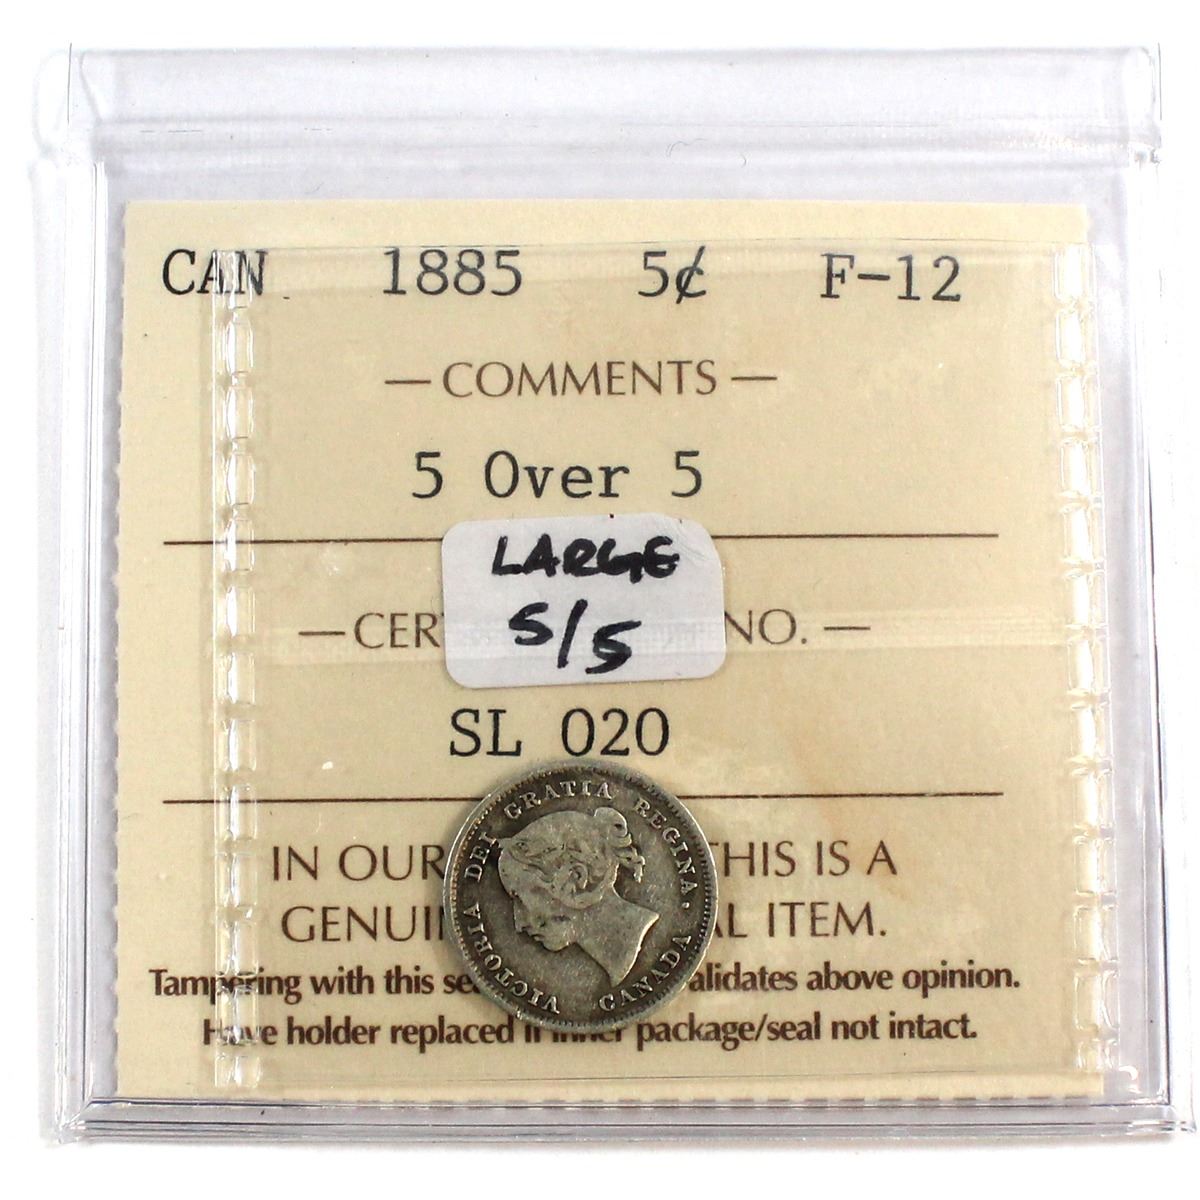 CAN 1885 5¢ F-12
— COMMENTS —
5 Over 5
LARGE
5/5
— CER NO. —
SL 020
VICTORIA DEI GRATIA REGINA. CANADA
IN OUR THIS IS A
GENUI L ITEM.
Tampering with this se alidates above opinion.
Have holder replaced if inner package/seal not intact.